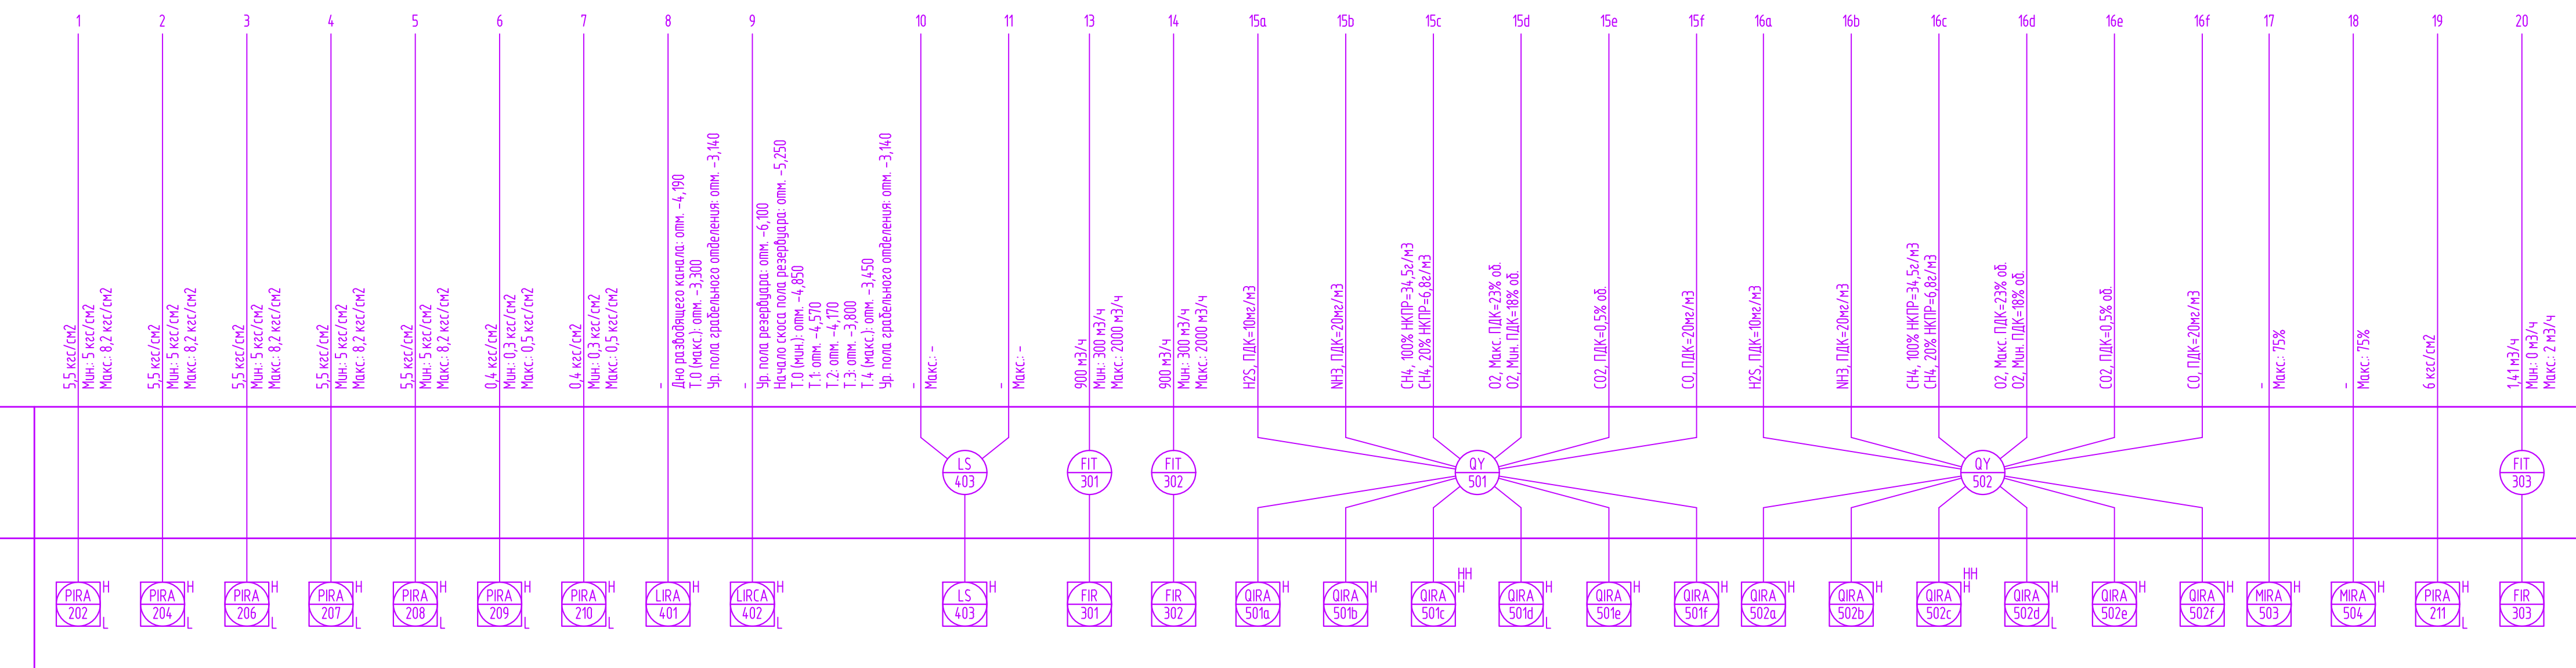 1
2
3
4
5
6
7
8
9
10
11
13
14
15a
15b
15c
15d
15e
15f
16a
16b
16c
16d
16e
16f
17
18
19
20
5,5 кгс/см2
Мин.: 5 кгс/см2
Макс.: 8,2 кгс/см2
5,5 кгс/см2
Мин.: 5 кгс/см2
Макс.: 8,2 кгс/см2
5,5 кгс/см2
Мин.: 5 кгс/см2
Макс.: 8,2 кгс/см2
5,5 кгс/см2
Мин.: 5 кгс/см2
Макс.: 8,2 кгс/см2
5,5 кгс/см2
Мин.: 5 кгс/см2
Макс.: 8,2 кгс/см2
0,4 кгс/см2
Мин.: 0,3 кгс/см2
Макс.: 0,5 кгс/см2
0,4 кгс/см2
Мин.: 0,3 кгс/см2
Макс.: 0,5 кгс/см2
–
Дно разводящего канала: отм. -4,190
Т.0 (макс.): отм. -3,300
Ур. пола грабельного отделения: отм. -3,140
–
Ур. пола резервуара: отм. -6,100
Начало скоса пола резервуара: отм. -5,250
Т.0 (мин.): отм. -4,850
Т.1: отм. -4,570
Т.2: отм. -4,170
Т.3: отм. -3,800
Т.4 (макс.): отм. -3,450
Ур. пола грабельного отделения: отм. -3,140
–
Макс.: -
–
Макс.: -
900 м3/ч
Мин.: 300 м3/ч
Макс.: 2000 м3/ч
900 м3/ч
Мин.: 300 м3/ч
Макс.: 2000 м3/ч
H2S, ПДК=10мг/м3
NH3, ПДК=20мг/м3
CH4, 100% НКПР=34,5г/м3
CH4, 20% НКПР=6,8г/м3
O2, Макс. ПДК=23% об.
O2, Мин. ПДК=18% об.
CO2, ПДК=0,5% об.
CO, ПДК=20мг/м3
H2S, ПДК=10мг/м3
NH3, ПДК=20мг/м3
CH4, 100% НКПР=34,5г/м3
CH4, 20% НКПР=6,8г/м3
O2, Макс. ПДК=23% об.
O2, Мин. ПДК=18% об.
CO2, ПДК=0,5% об.
CO, ПДК=20мг/м3
–
Макс.: 75%
–
Макс.: 75%
6 кгс/см2
1,41 м3/ч
Мин.: 0 м3/ч
Макс.: 2 м3/ч
LS
403
FIT
301
FIT
302
QY
501
QY
502
FIT
303
PIRA
202
H
L
PIRA
204
H
L
PIRA
206
H
L
PIRA
207
H
L
PIRA
208
H
L
PIRA
209
H
L
PIRA
210
H
L
LIRA
401
H
LIRCA
402
H
L
LS
403
H
FIR
301
FIR
302
QIRA
501a
H
QIRA
501b
H
QIRA
501c
HH
H
QIRA
501d
H
L
QIRA
501e
H
QIRA
501f
H
QIRA
502a
H
QIRA
502b
H
QIRA
502c
HH
H
QIRA
502d
H
L
QIRA
502e
H
QIRA
502f
H
MIRA
503
H
MIRA
504
H
PIRA
211
H
L
FIR
303